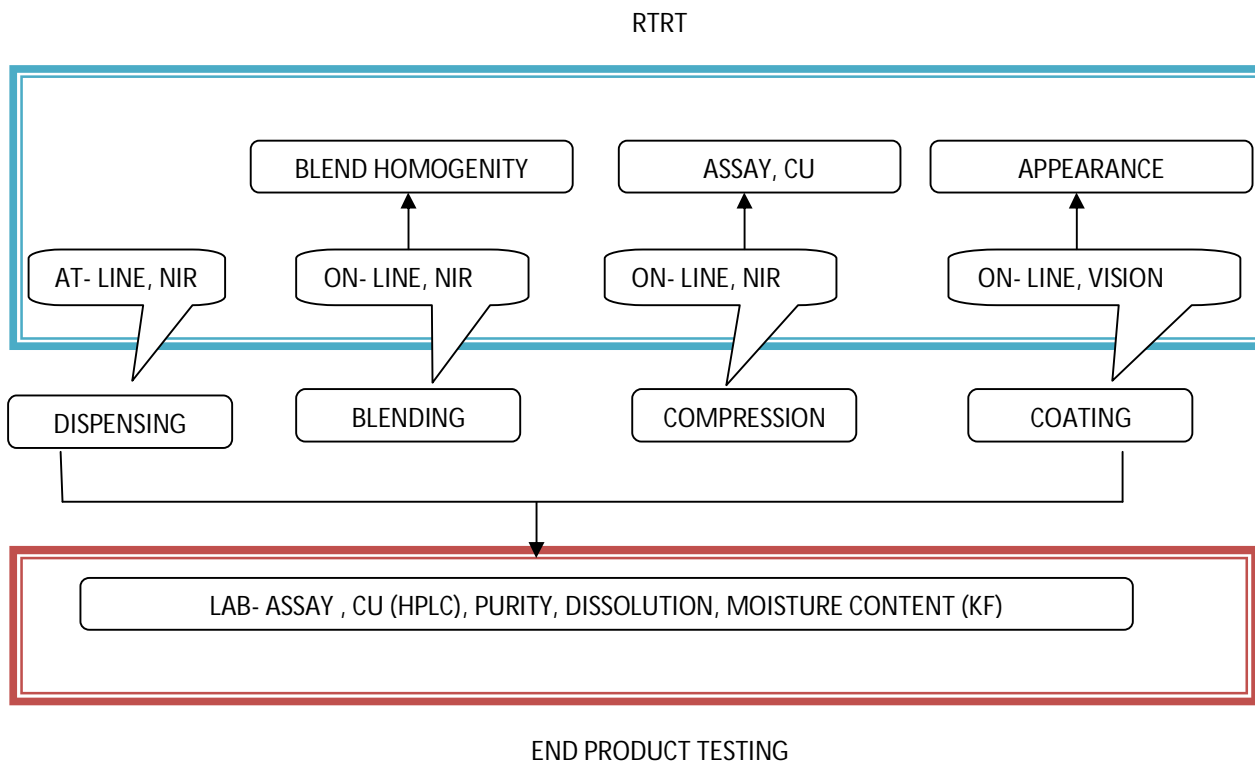 RTRT
BLEND HOMOGENITY
ASSAY, CU
APPEARANCE
AT- LINE, NIR
ON- LINE, NIR
ON- LINE, NIR
ON- LINE, VISION
DISPENSING
BLENDING
COMPRESSION
COATING
LAB- ASSAY , CU (HPLC), PURITY, DISSOLUTION, MOISTURE CONTENT (KF)
END PRODUCT TESTING